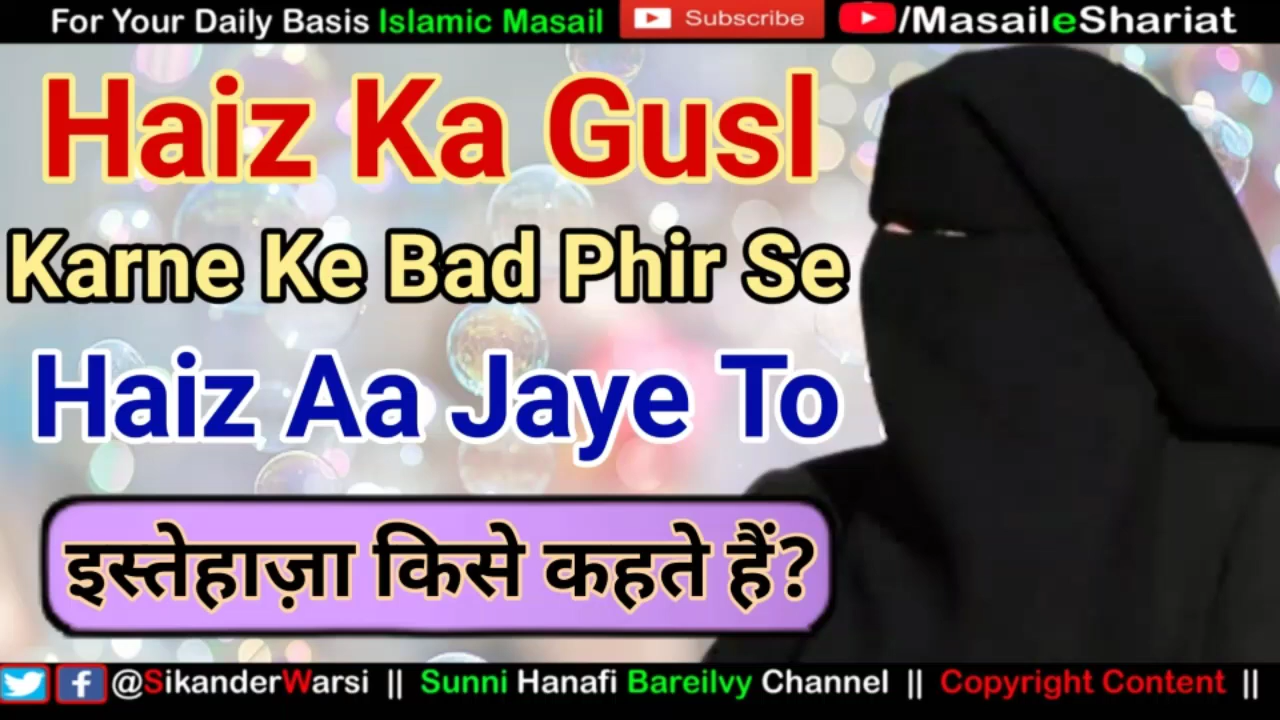 For Your Daily Basis Islamic Masail Subscribe /MasaileShariat
Haiz Ka Gusl
Karne Ke Bad Phir Se
Haiz Aa Jaye To
इस्तेहाज़ा किसे कहते हैं?
@SikanderWarsi || Sunni Hanafi Bareilvy Channel || Copyright Content ||